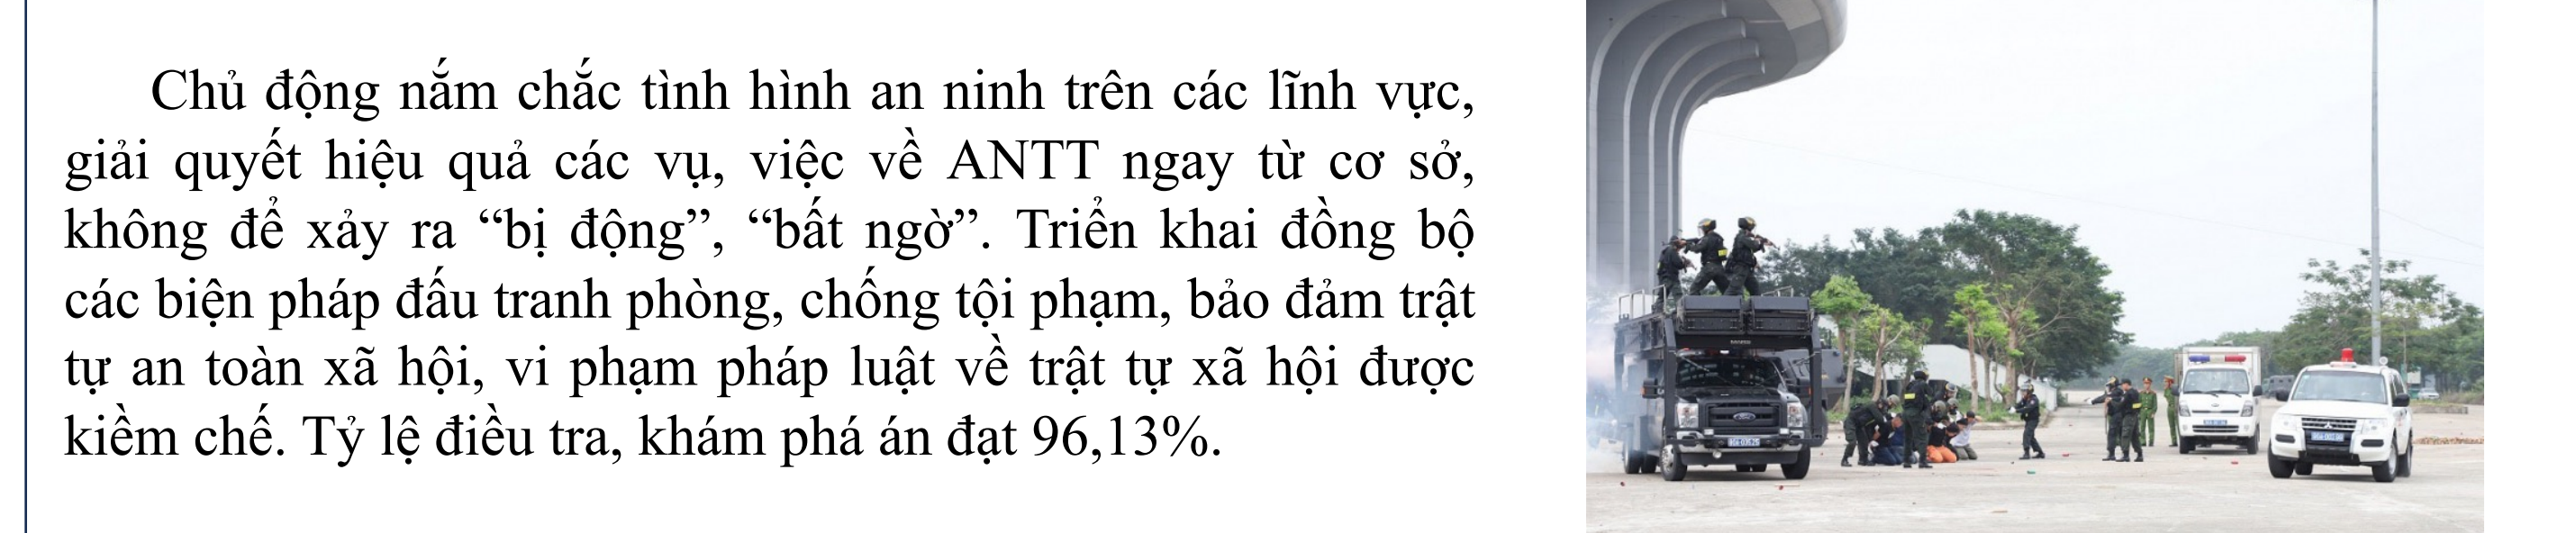 Chủ động nắm chắc tình hình an ninh trên các lĩnh vực,
giải quyết hiệu quả các vụ, việc về ANTT ngay từ cơ sở,
không để xảy ra “bị động”, “bất ngờ”. Triển khai đồng bộ
các biện pháp đấu tranh phòng, chống tội phạm, bảo đảm trật
tự an toàn xã hội, vi phạm pháp luật về trật tự xã hội được
kiềm chế. Tỷ lệ điều tra, khám phá án đạt 96,13%.